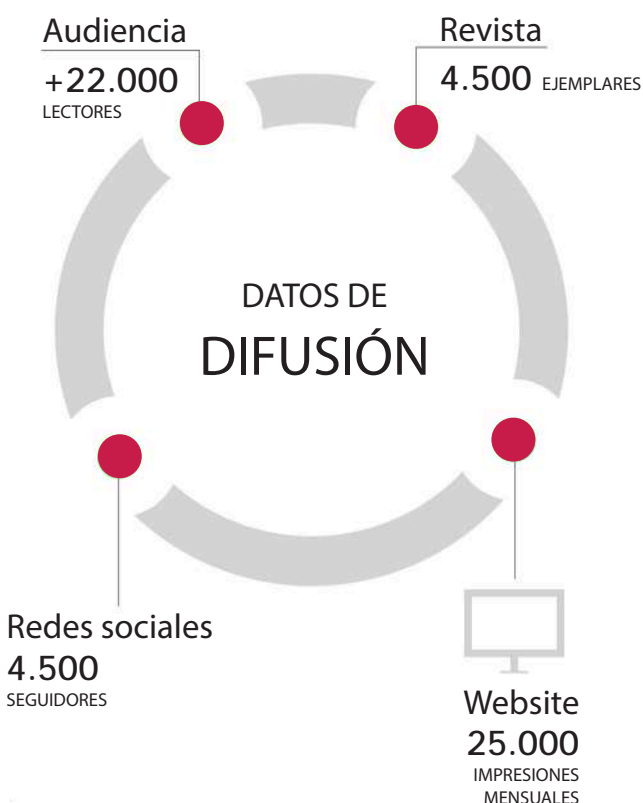 Audiencia
+22.000
LECTORES
Revista
4.500 EJEMPLARES
DATOS DE
DIFUSIÓN
Redes sociales
4.500
SEGUIDORES
Website
25.000
IMPRESIONES
MENSUALES